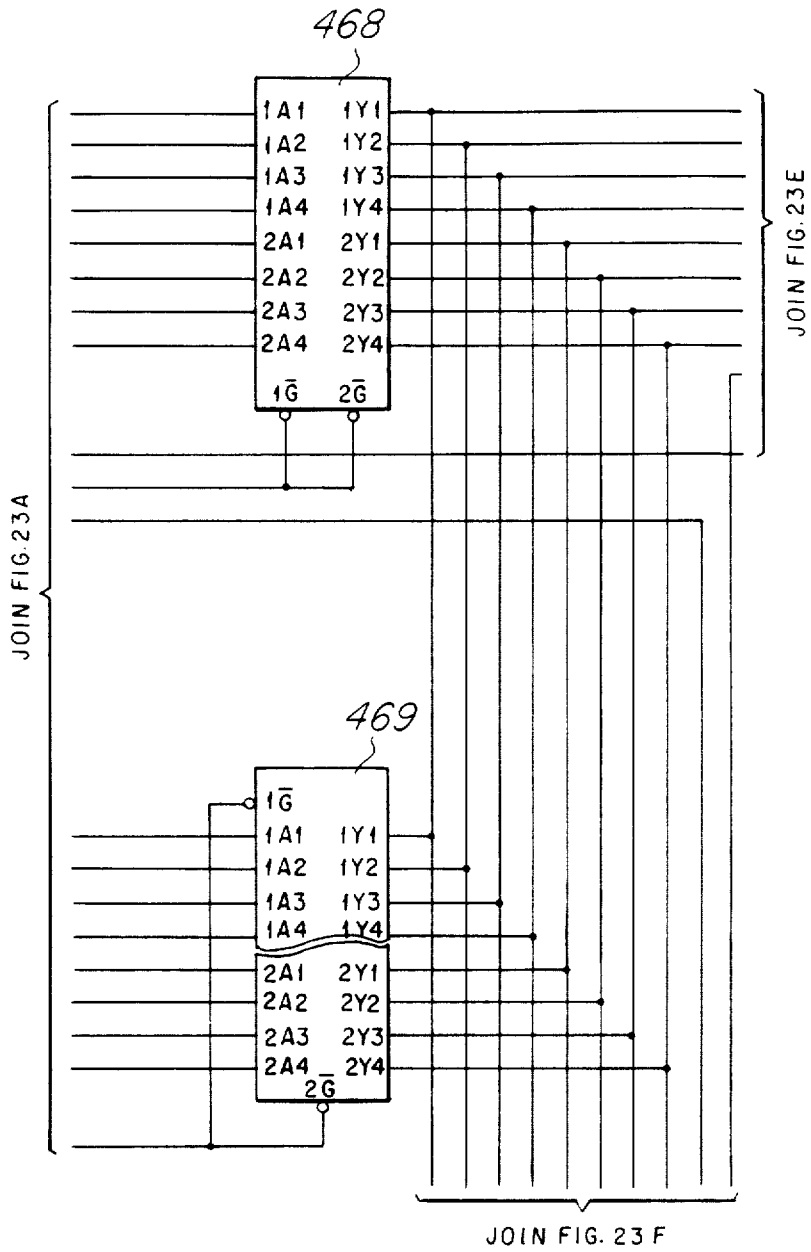 468
1A1 1Y1
1A2 1Y2
1A3 1Y3
1A4 1Y4
2A1 2Y1
2A2 2Y2
2A3 2Y3
2A4 2Y4
1G̅ 2G̅
JOIN FIG. 23E
JOIN FIG. 23A
469
1G̅
1A1 1Y1
1A2 1Y2
1A3 1Y3
1A4 1Y4
2A1 2Y1
2A2 2Y2
2A3 2Y3
2A4 2Y4
2G̅
JOIN FIG. 23F